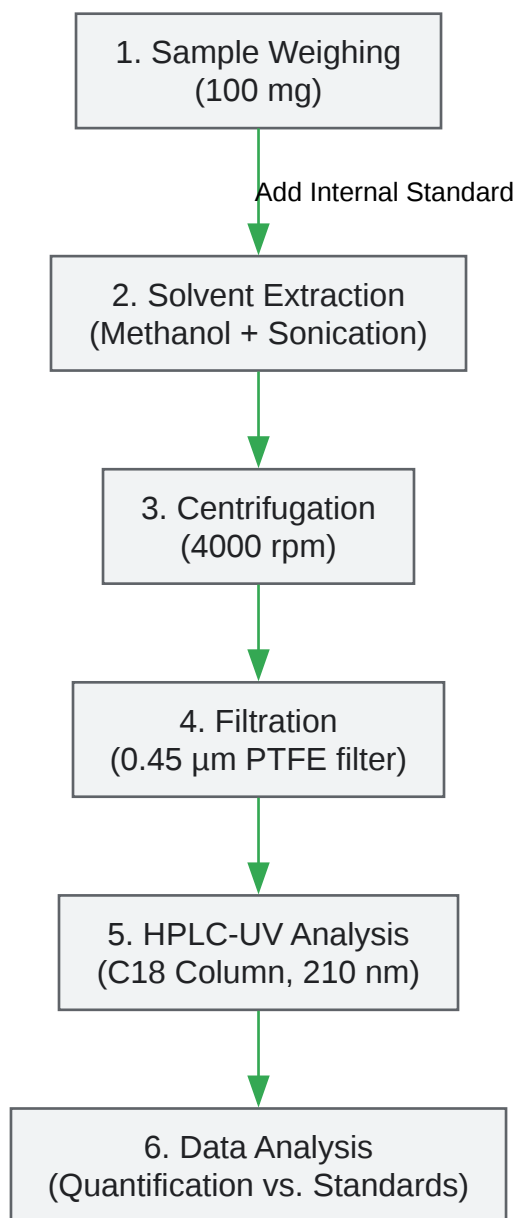 1. Sample Weighing
(100 mg)
Add Internal Standard
2. Solvent Extraction
(Methanol + Sonication)
3. Centrifugation
(4000 rpm)
4. Filtration
(0.45 µm PTFE filter)
5. HPLC-UV Analysis
(C18 Column, 210 nm)
6. Data Analysis
(Quantification vs. Standards)